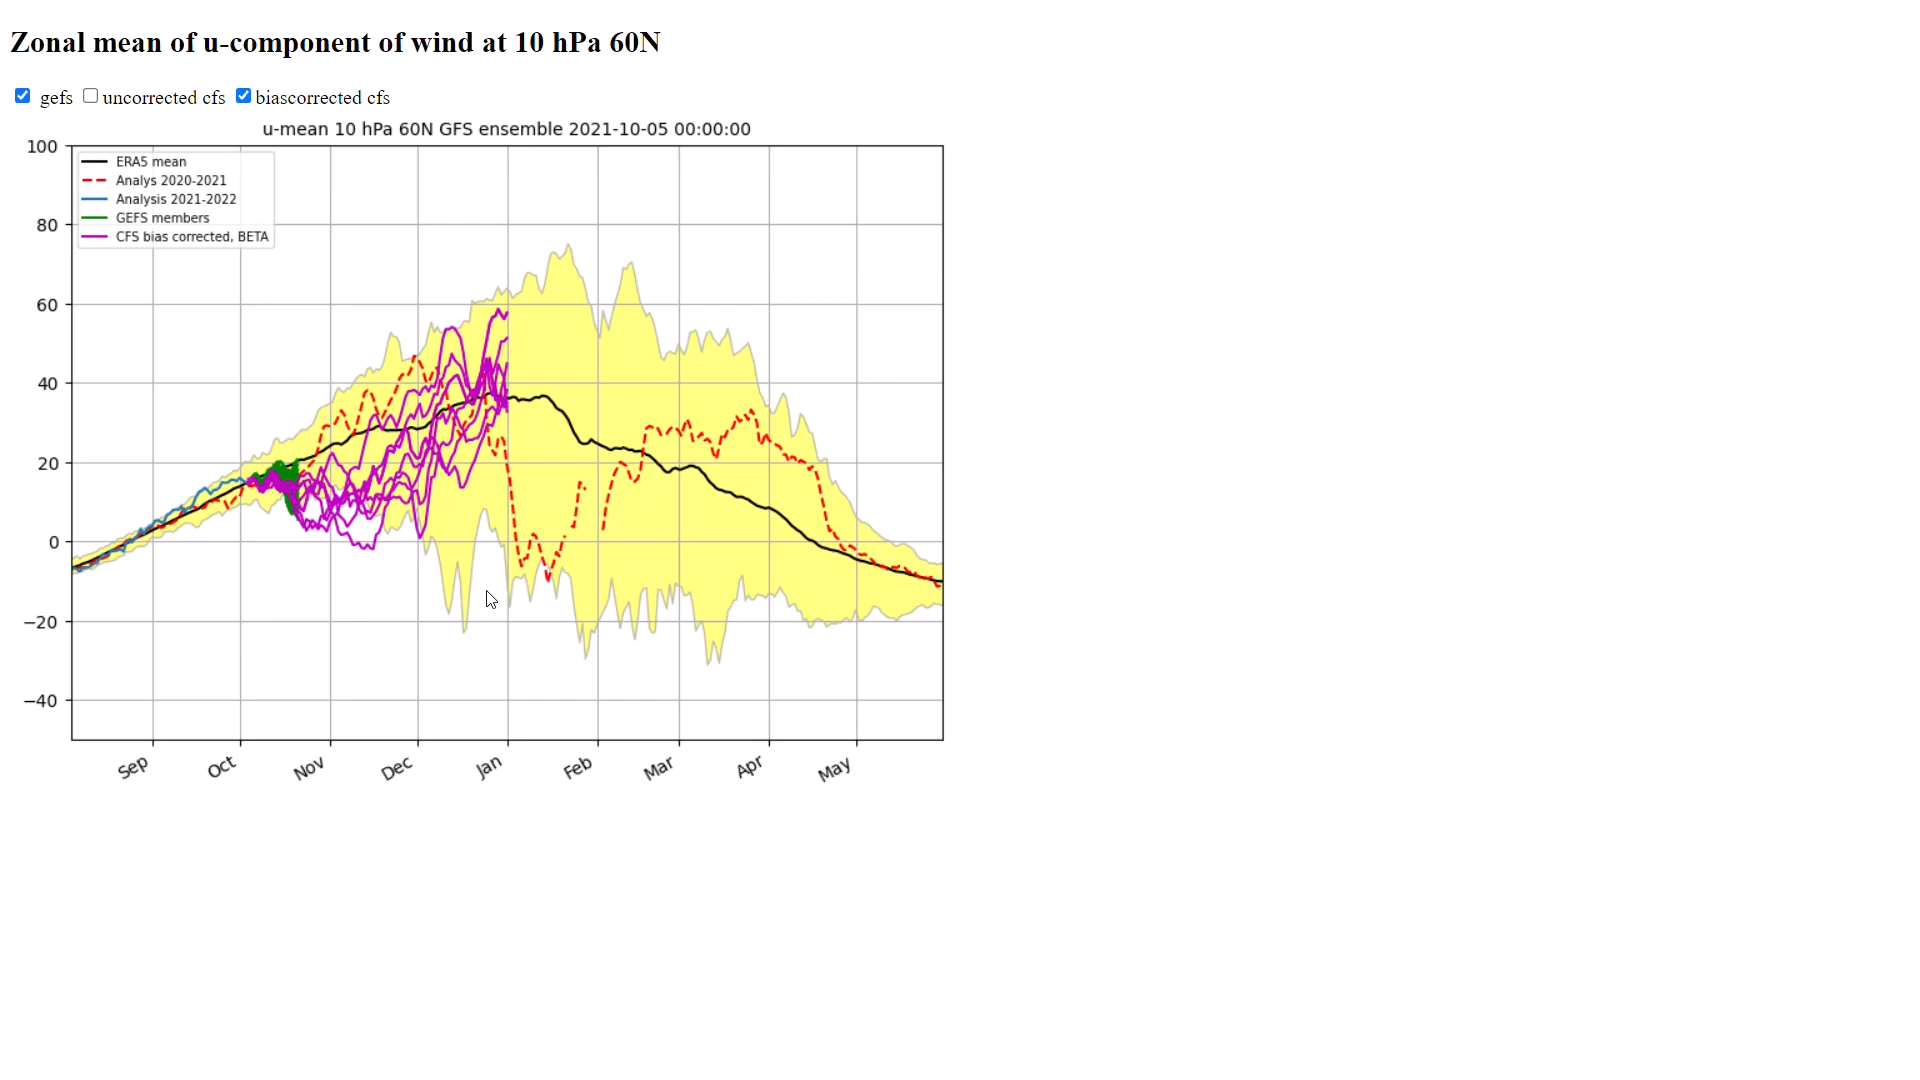 Zonal mean of u-component of wind at 10 hPa 60N
gefs uncorrected cfs biascorrected cfs
u-mean 10 hPa 60N GFS ensemble 2021-10-05 00:00:00
100
80
60
40
20
0
−20
−40
ERA5 mean
Analys 2020-2021
Analysis 2021-2022
GEFS members
CFS bias corrected, BETA
Sep Oct Nov Dec Jan Feb Mar Apr May